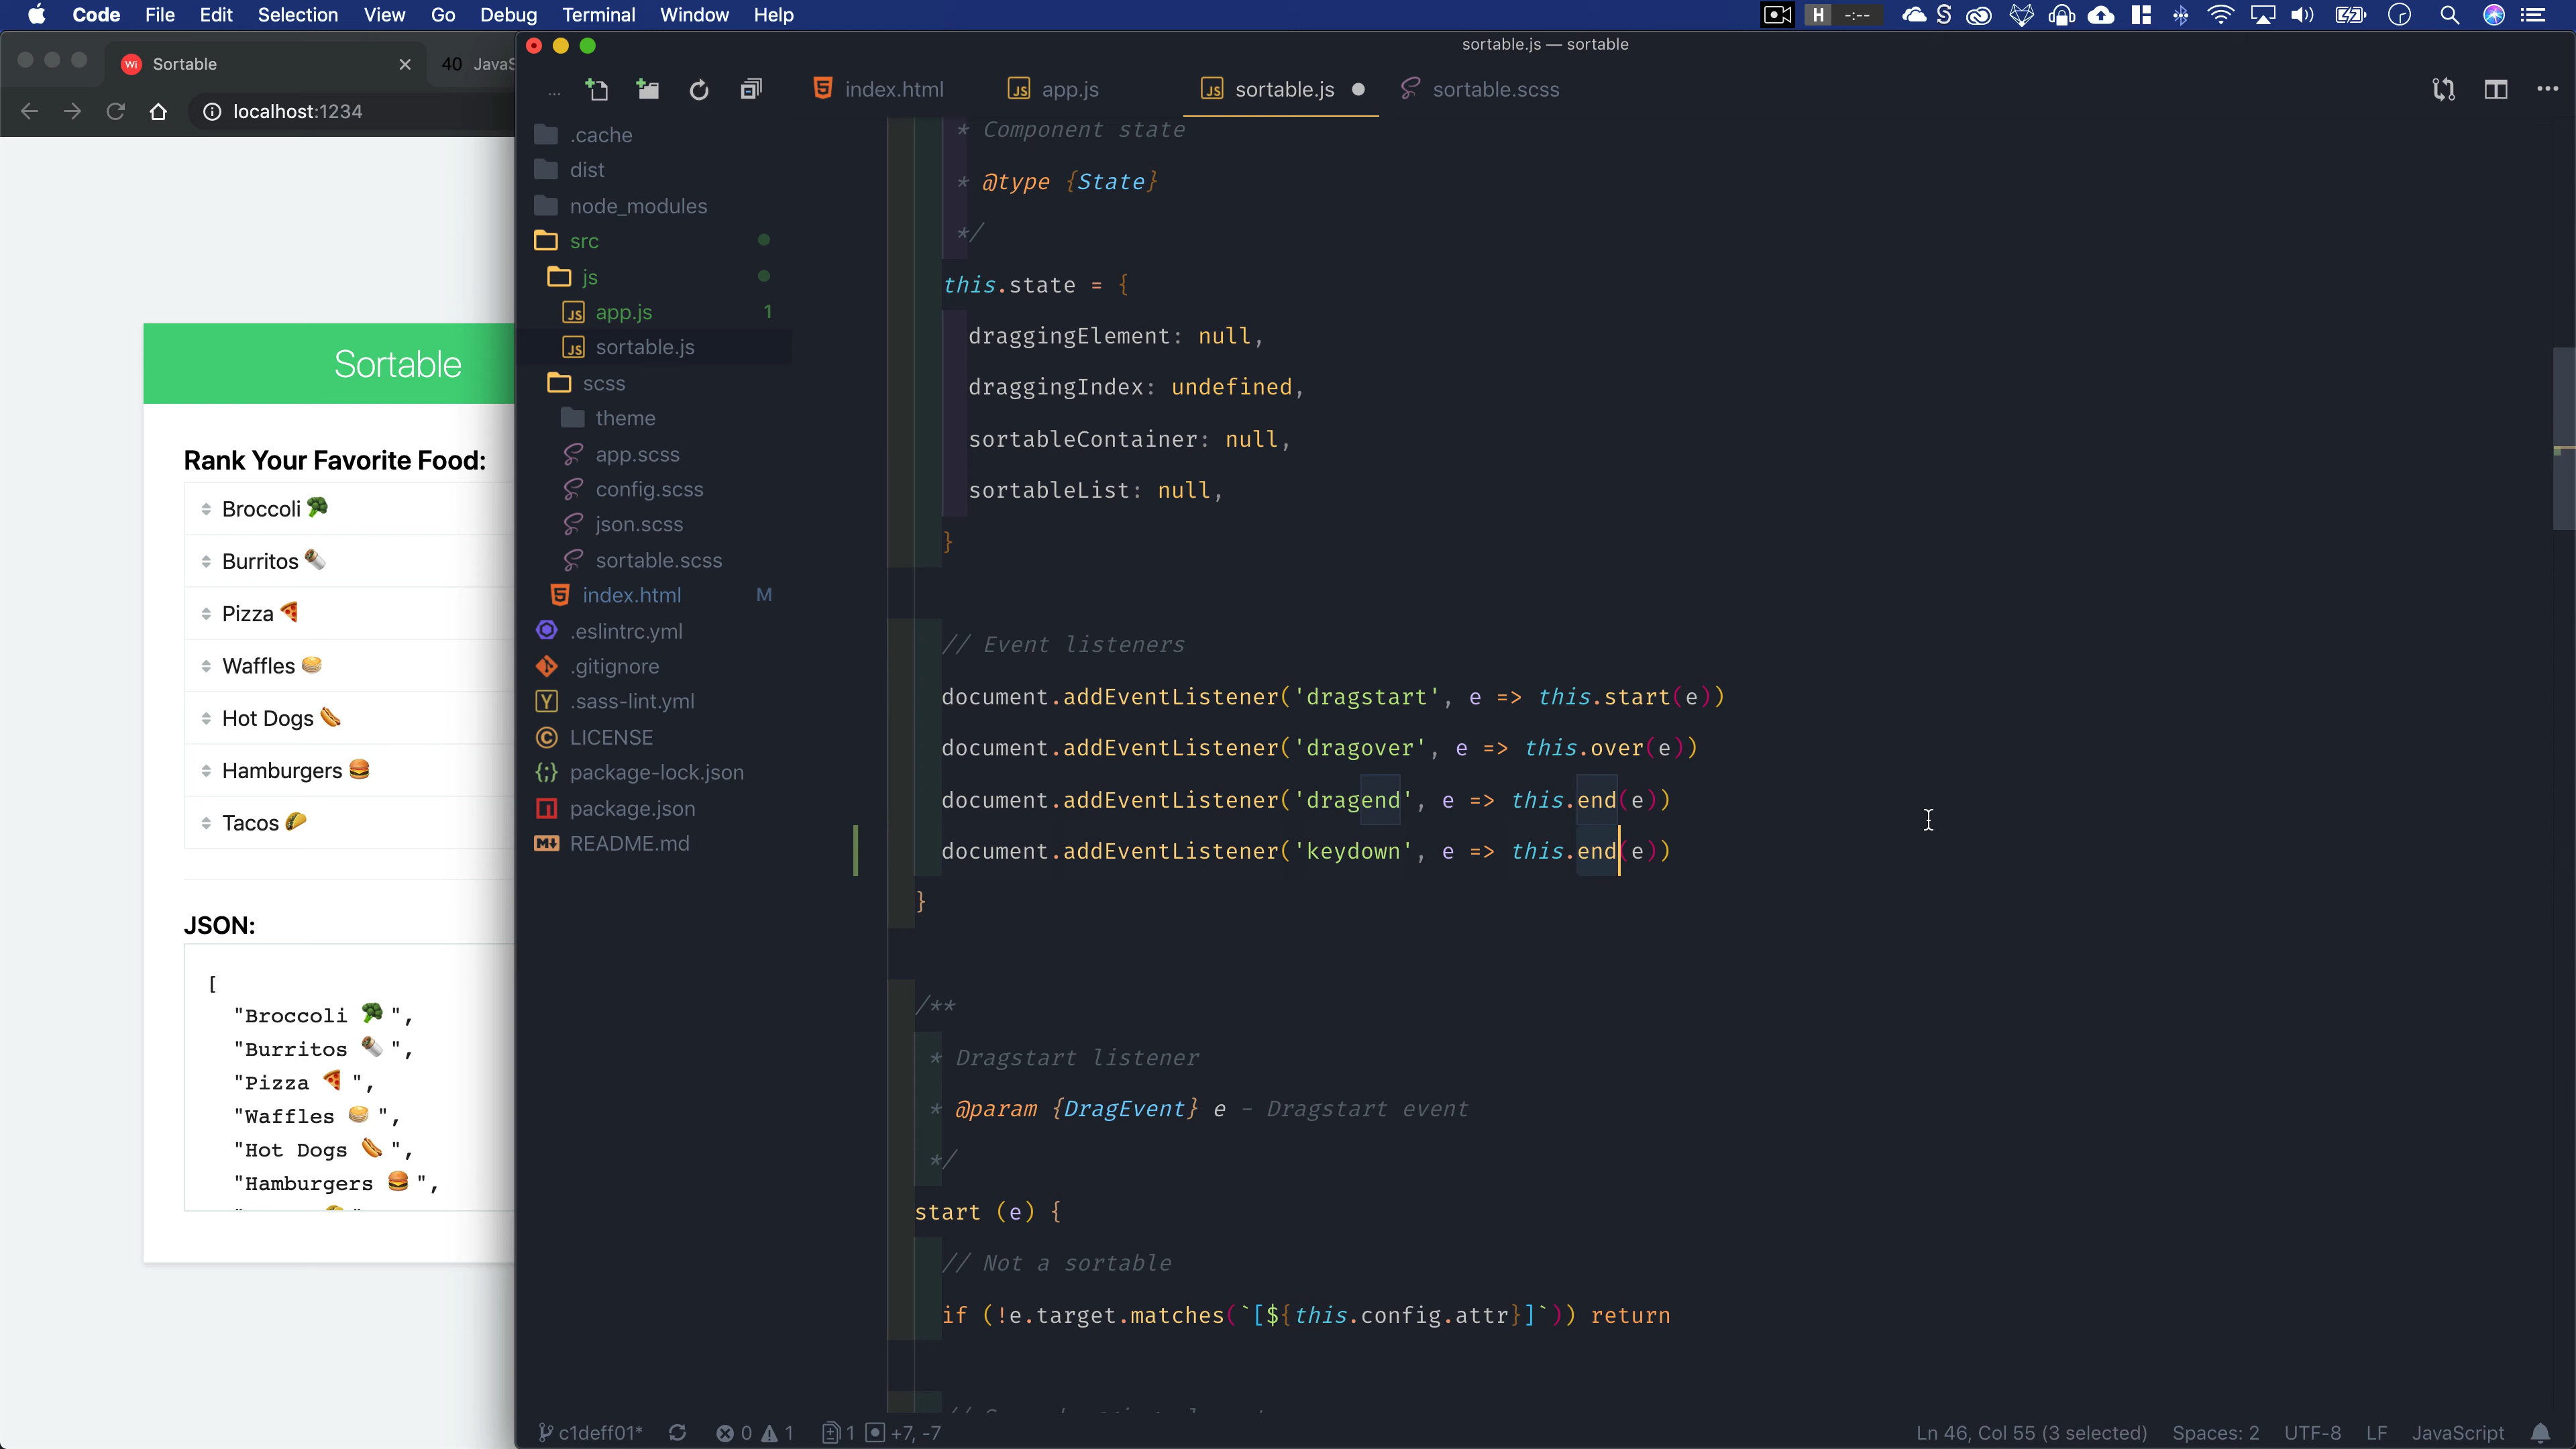 Code File Edit Selection View Go Debug Terminal Window Help
H -:--
sortable.js — sortable
Sortable
40 JavaS
localhost:1234
index.html
app.js
sortable.js
sortable.scss
.cache
dist
node_modules
src
js
app.js 1
sortable.js
scss
theme
app.scss
config.scss
json.scss
sortable.scss
index.html M
.eslintrc.yml
.gitignore
.sass-lint.yml
LICENSE
package-lock.json
package.json
README.md
Sortable
Rank Your Favorite Food:
Broccoli 🥦
Burritos 🌯
Pizza 🍕
Waffles 🥞
Hot Dogs 🌭
Hamburgers 🍔
Tacos 🌮
JSON:
[
"Broccoli 🥦 ",
"Burritos 🌯 ",
"Pizza 🍕 ",
"Waffles 🥞 ",
"Hot Dogs 🌭 ",
"Hamburgers 🍔 ",
* Component state
* @type {State}
*/
this.state = {
draggingElement: null,
draggingIndex: undefined,
sortableContainer: null,
sortableList: null,
}
// Event listeners
document.addEventListener('dragstart', e => this.start(e))
document.addEventListener('dragover', e => this.over(e))
document.addEventListener('dragend', e => this.end(e))
document.addEventListener('keydown', e => this.end(e))
}
/**
* Dragstart listener
* @param {DragEvent} e - Dragstart event
*/
start (e) {
// Not a sortable
if (!e.target.matches(`[${this.config.attr}]`)) return
c1deff01* 0 1 1 +7, -7
Ln 46, Col 55 (3 selected) Spaces: 2 UTF-8 LF JavaScript